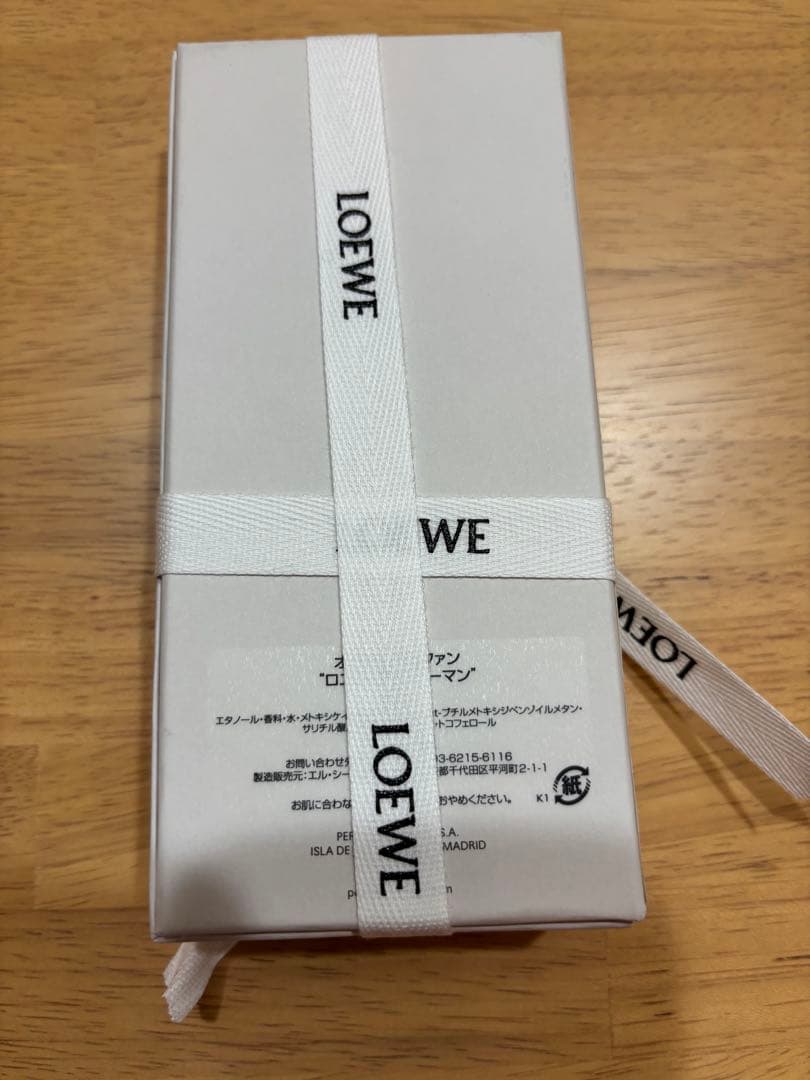 LOEWE
WE
LOEWE
ファン
"ロ ーマン"
エタノール・香料・水・メトキシケイ t-ブチルメトキシジベンゾイルメタン・
サリチル酸 トコフェロール
お問い合わせ 03-6215-6116
製造販売元:エル・シー 都千代田区平河町2-1-1
お肌に合わな おやめください。
K1 紙
LOEWE
PER S.A.
ISLA DE MADRID